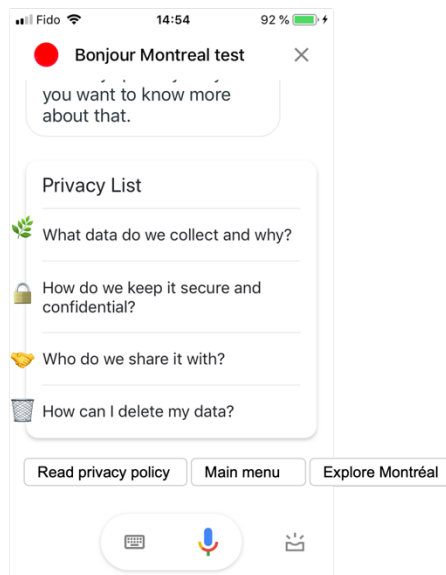 Fido 14:54 92 %
Bonjour Montreal test
you want to know more
about that.
Privacy List
What data do we collect and why?
How do we keep it secure and
confidential?
Who do we share it with?
How can I delete my data?
Read privacy policy Main menu Explore Montréal